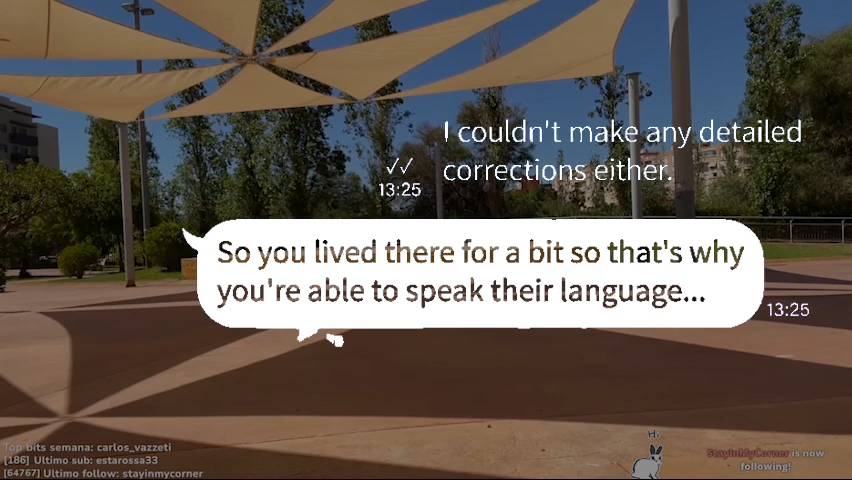 I couldn't make any detailed
corrections either.
✓✓
13:25
So you lived there for a bit so that's why
you're able to speak their language...
13:25
Top bits semana: carlos_vazzeti
[186] Ultimo sub: estarossa33
[64767] Ultimo follow: stayinmycorner
Hi
StayInMyCorner is now
following!